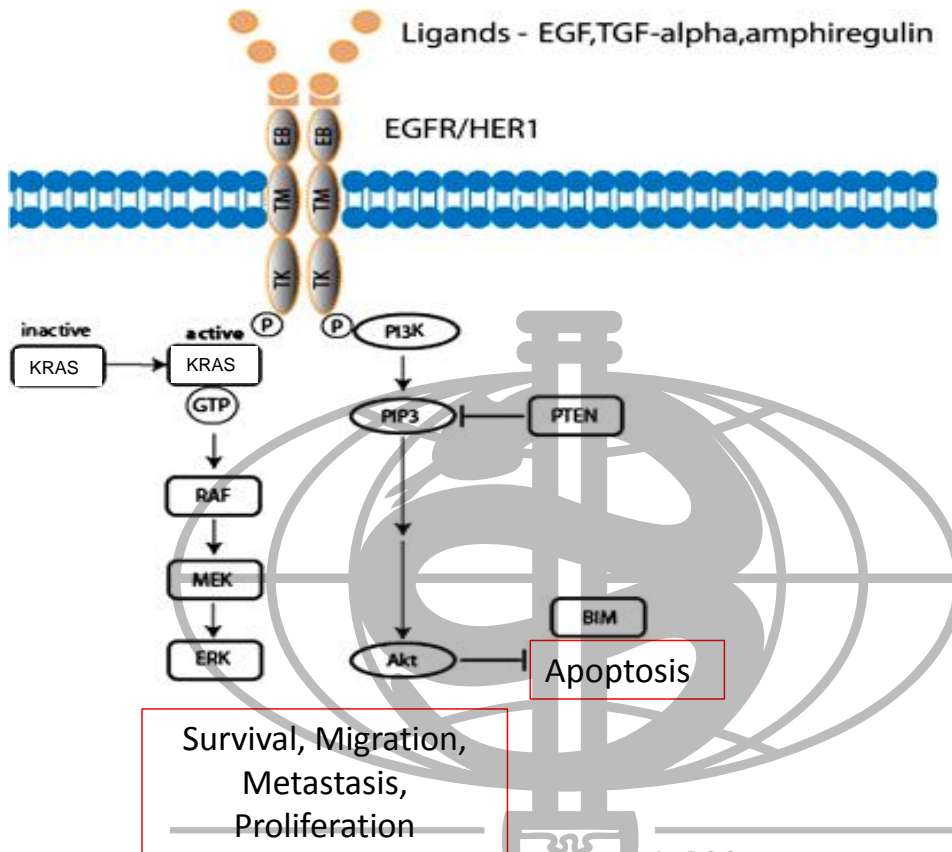 Ligands - EGF,TGF-alpha,amphiregulin
EGFR/HER1
EB EB
TM TM
TK TK
P P PI3K
inactive active
KRAS KRAS
GTP
PIP3 PTEN
RAF
MEK
BIM
ERK Akt
Apoptosis
Survival, Migration,
Metastasis,
Proliferation